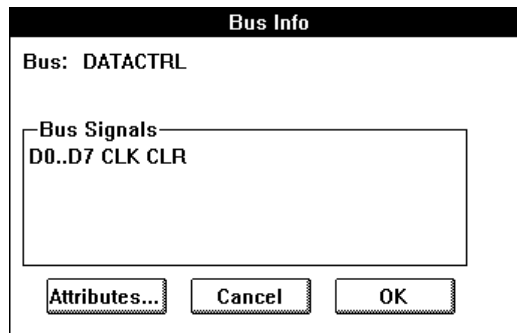 Bus Info
Bus: DATACTRL
Bus Signals
D0..D7 CLK CLR
Attributes... Cancel OK